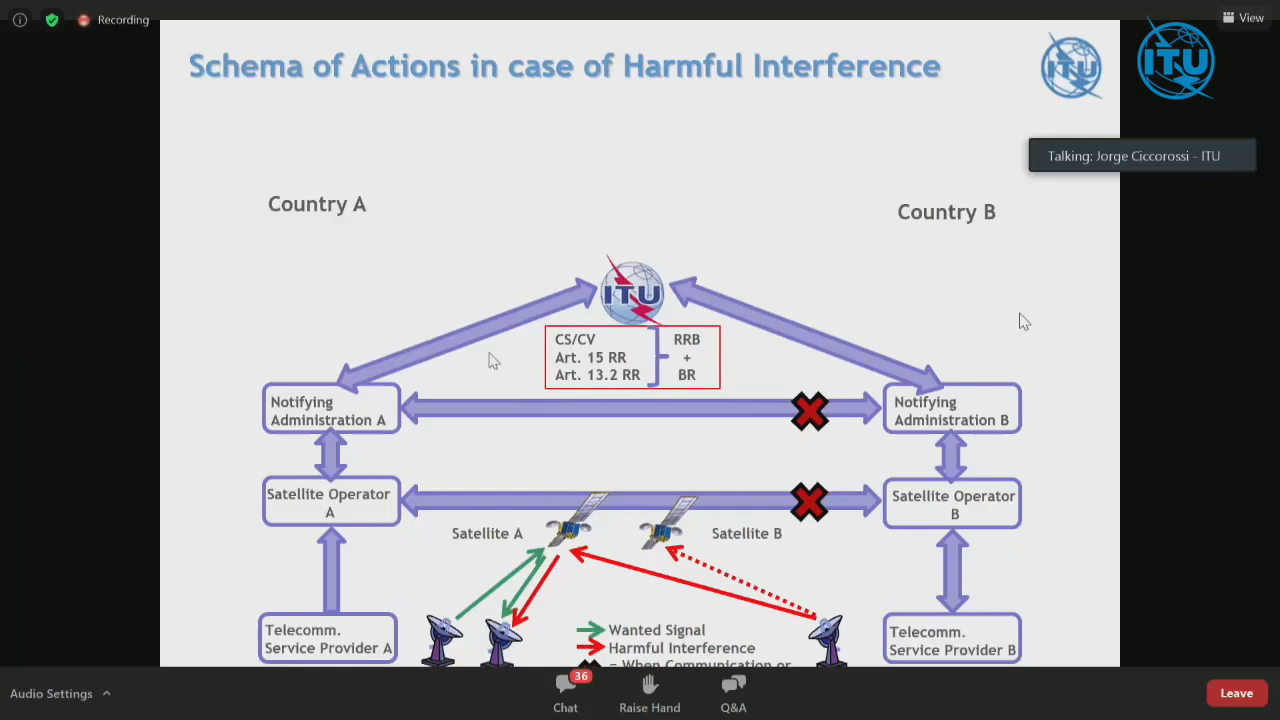 Recording
View
Schema of Actions in case of Harmful Interference
ITU
ITU
Talking: Jorge Ciccorossi - ITU
Country A
Country B
ITU
CS/CV
Art. 15 RR
Art. 13.2 RR
RRB
+
BR
Notifying
Administration A
Notifying
Administration B
Satellite Operator
A
Satellite Operator
B
Satellite A
Satellite B
Telecomm.
Service Provider A
Wanted Signal
Harmful Interference
= When Communication or
Telecomm.
Service Provider B
Audio Settings
36
Chat
Raise Hand
Q&A
Leave